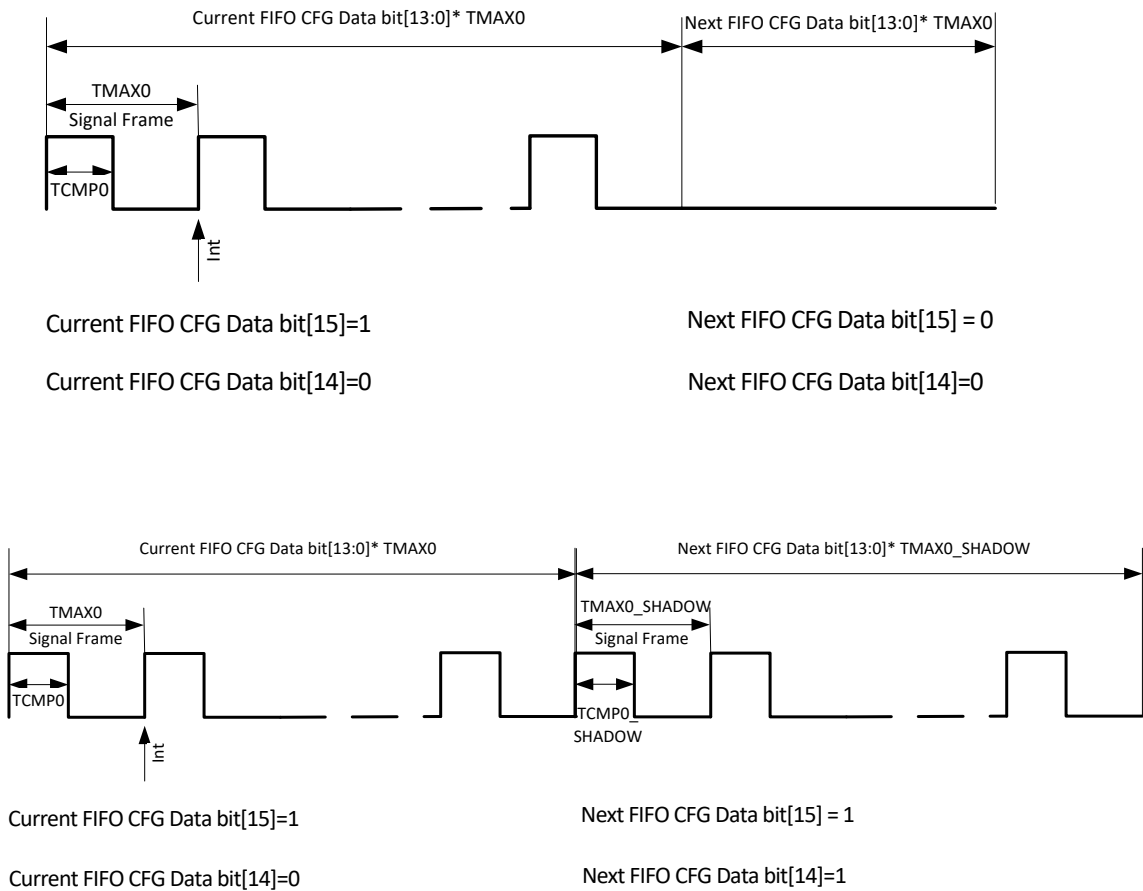 Current FIFO CFG Data bit[13:0]* TMAX0
Next FIFO CFG Data bit[13:0]* TMAX0
TMAX0
Signal Frame
TCMP0
Int
Current FIFO CFG Data bit[15]=1
Next FIFO CFG Data bit[15] = 0
Current FIFO CFG Data bit[14]=0
Next FIFO CFG Data bit[14]=0
Current FIFO CFG Data bit[13:0]* TMAX0
Next FIFO CFG Data bit[13:0]* TMAX0_SHADOW
TMAX0
Signal Frame
TMAX0_SHADOW
Signal Frame
TCMP0
TCMP0_
SHADOW
Int
Current FIFO CFG Data bit[15]=1
Next FIFO CFG Data bit[15] = 1
Current FIFO CFG Data bit[14]=0
Next FIFO CFG Data bit[14]=1